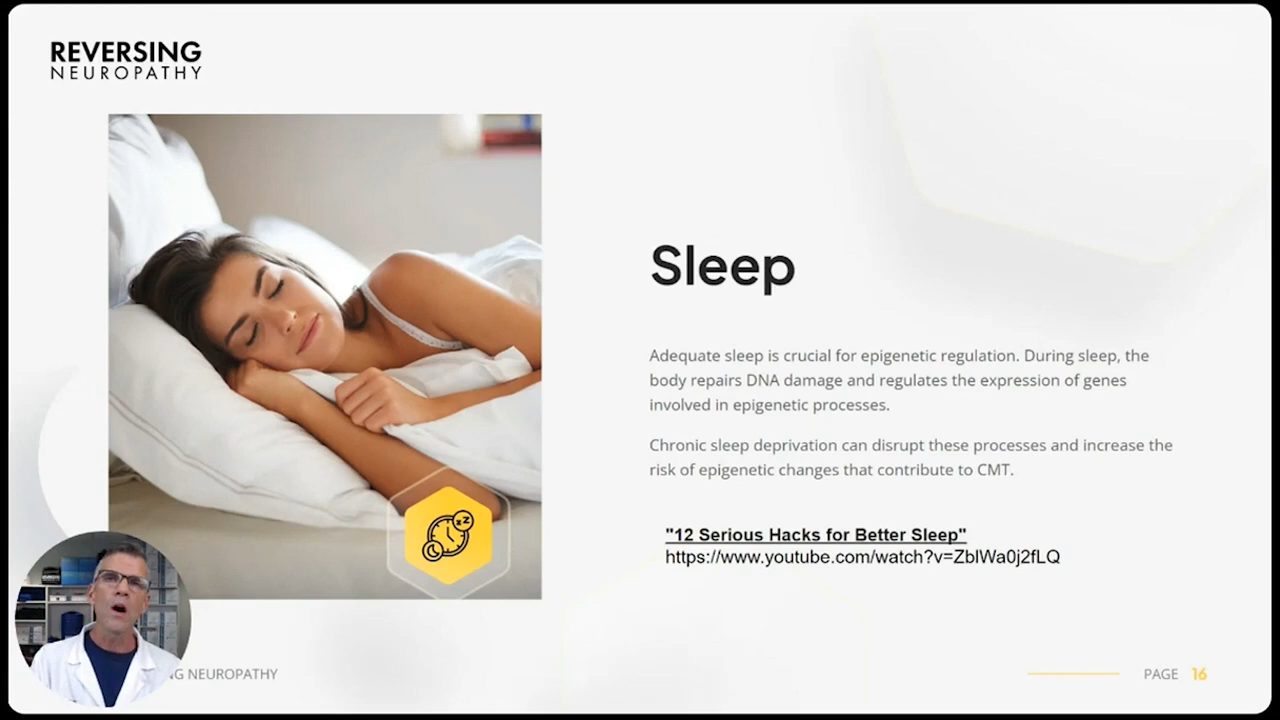 REVERSING
NEUROPATHY
Sleep
Adequate sleep is crucial for epigenetic regulation. During sleep, the
body repairs DNA damage and regulates the expression of genes
involved in epigenetic processes.
Chronic sleep deprivation can disrupt these processes and increase the
risk of epigenetic changes that contribute to CMT.
"12 Serious Hacks for Better Sleep"
https://www.youtube.com/watch?v=ZblWa0j2fLQ
NG NEUROPATHY
PAGE 16